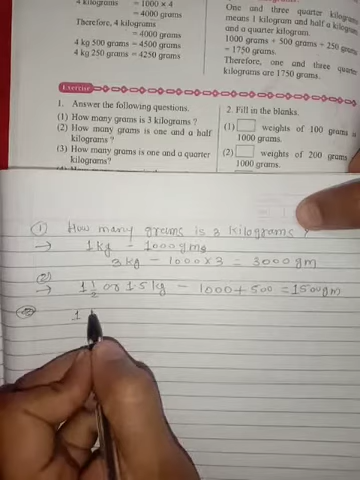 4 kilograms = 1000 × 4
= 4000 grams
Therefore, 4 kilograms
= 4000 grams
4 kg 500 grams = 4500 grams
4 kg 250 grams = 4250 grams
One and three quarter kilograms
means 1 kilogram and half a kilogram
and a quarter kilogram.
1000 grams + 500 grams + 250 grams
= 1750 grams.
Therefore, one and three quarter
kilograms are 1750 grams.
Exercise
1. Answer the following questions.
(1) How many grams is 3 kilograms ?
(2) How many grams is one and a half
kilograms ?
(3) How many grams is one and a quarter
kilograms?
2. Fill in the blanks.
(1) weights of 100 grams is
1000 grams.
(2) weights of 200 grams
1000 grams.
① How many grams is 3 kilograms ?
→ 1 kg - 1000 gms
3 kg - 1000 × 3 = 3000 gm
②
→ 1 1/2 or 1.5 kg - 1000 + 500 = 1500 gm
③ 1